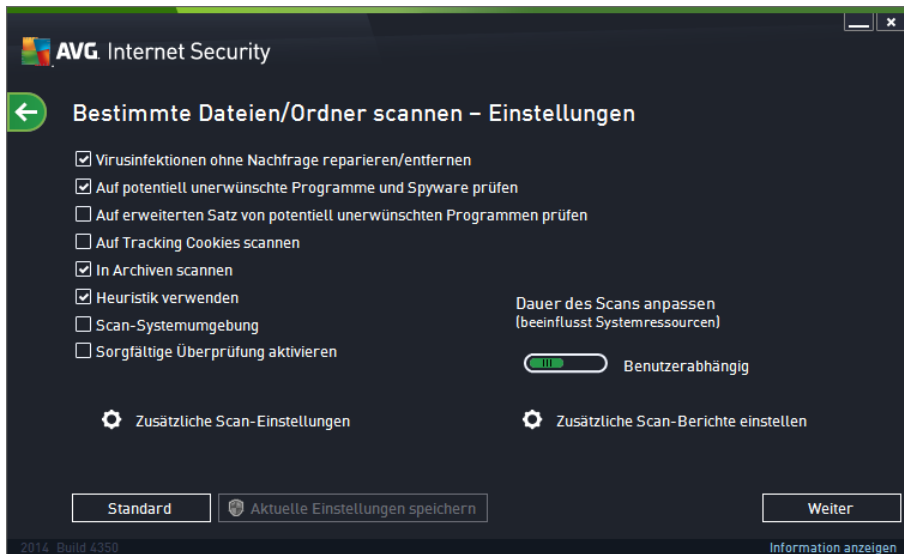 AVG. Internet Security
Bestimmte Dateien/Ordner scannen – Einstellungen
Virusinfektionen ohne Nachfrage reparieren/entfernen
Auf potentiell unerwünschte Programme und Spyware prüfen
Auf erweiterten Satz von potentiell unerwünschten Programmen prüfen
Auf Tracking Cookies scannen
In Archiven scannen
Heuristik verwenden
Scan-Systemumgebung
Sorgfältige Überprüfung aktivieren
Dauer des Scans anpassen
(beeinflusst Systemressourcen)
Benutzerabhängig
Zusätzliche Scan-Einstellungen
Zusätzliche Scan-Berichte einstellen
Standard
Aktuelle Einstellungen speichern
Weiter
2014 Build 4350
Information anzeigen